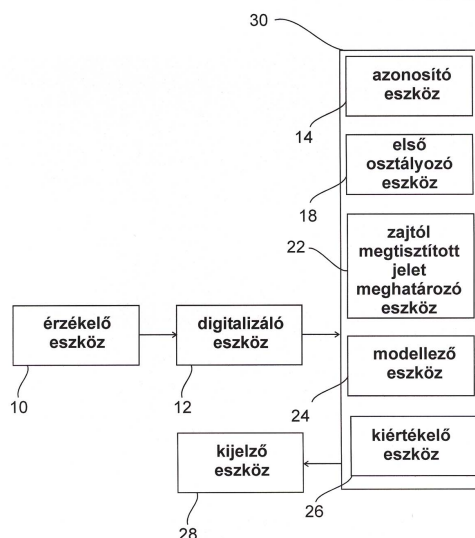 30
azonosító
eszköz
14
első
osztályozó
eszköz
18
22
zajtól
megtisztított
jelet
meghatározó
eszköz
érzékelő
eszköz
10
digitalizáló
eszköz
12
modellező
eszköz
24
kijelző
eszköz
28
kiértékelő
eszköz
26